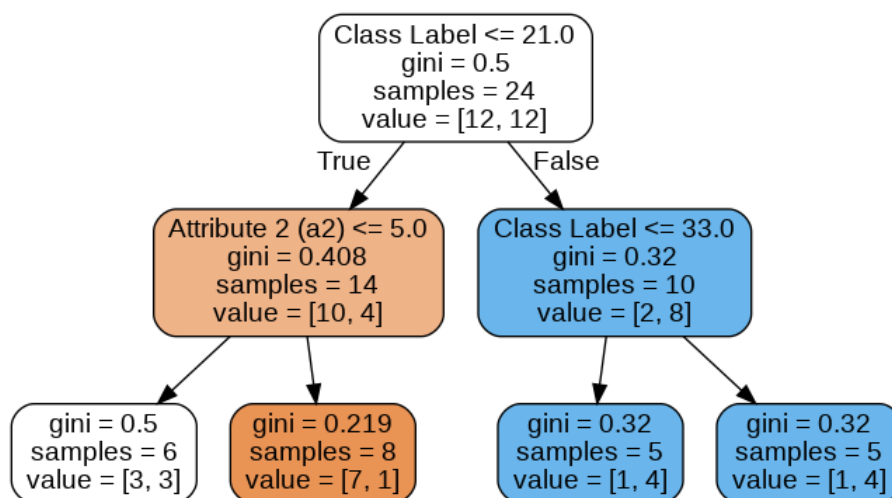 Class Label <= 21.0
gini = 0.5
samples = 24
value = [12, 12]
True
False
Attribute 2 (a2) <= 5.0
gini = 0.408
samples = 14
value = [10, 4]
Class Label <= 33.0
gini = 0.32
samples = 10
value = [2, 8]
gini = 0.5
samples = 6
value = [3, 3]
gini = 0.219
samples = 8
value = [7, 1]
gini = 0.32
samples = 5
value = [1, 4]
gini = 0.32
samples = 5
value = [1, 4]